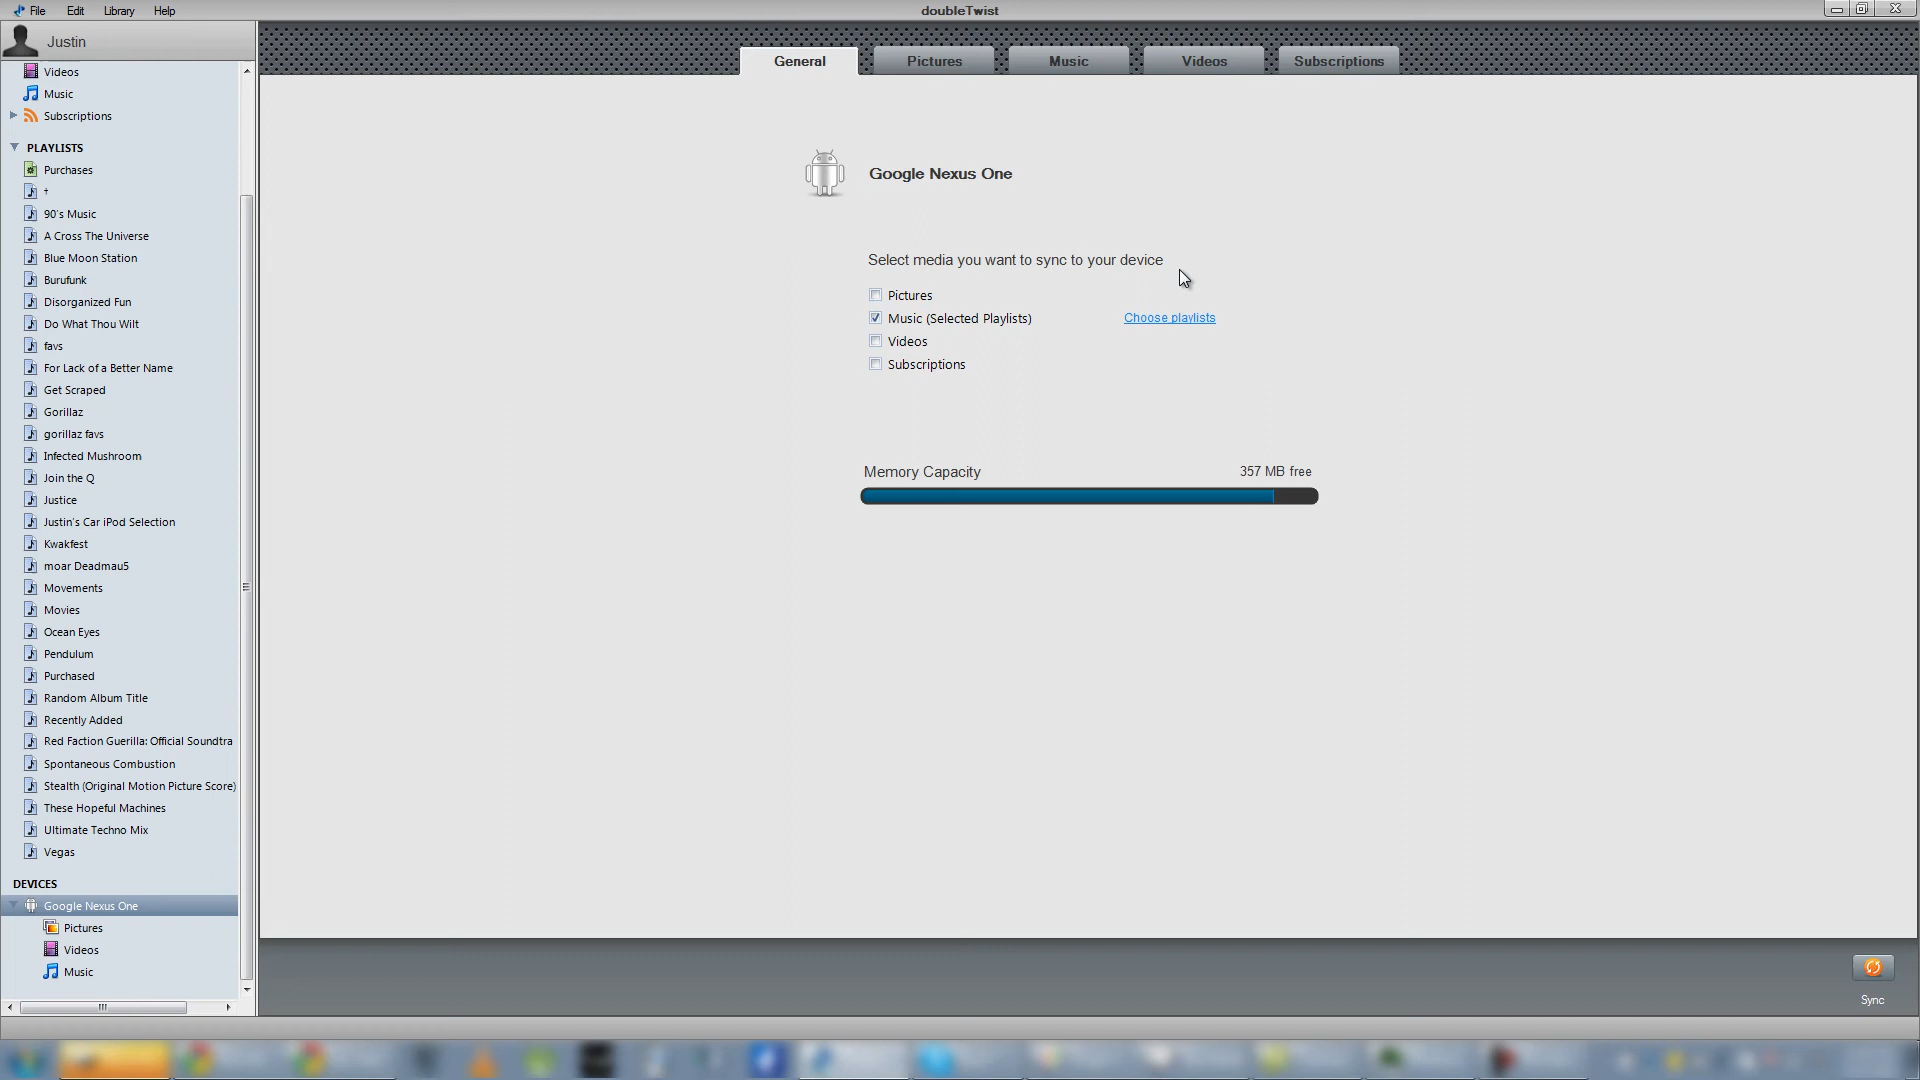 File Edit Library Help
doubleTwist
Justin
Videos
Music
Subscriptions
PLAYLISTS
Purchases
†
90's Music
A Cross The Universe
Blue Moon Station
Burufunk
Disorganized Fun
Do What Thou Wilt
favs
For Lack of a Better Name
Get Scraped
Gorillaz
gorillaz favs
Infected Mushroom
Join the Q
Justice
Justin's Car iPod Selection
Kwakfest
moar Deadmau5
Movements
Movies
Ocean Eyes
Pendulum
Purchased
Random Album Title
Recently Added
Red Faction Guerilla: Official Soundtra
Spontaneous Combustion
Stealth (Original Motion Picture Score)
These Hopeful Machines
Ultimate Techno Mix
Vegas
DEVICES
Google Nexus One
Pictures
Videos
Music
General Pictures Music Videos Subscriptions
Google Nexus One
Select media you want to sync to your device
Pictures
Music (Selected Playlists) Choose playlists
Videos
Subscriptions
Memory Capacity 357 MB free
Sync